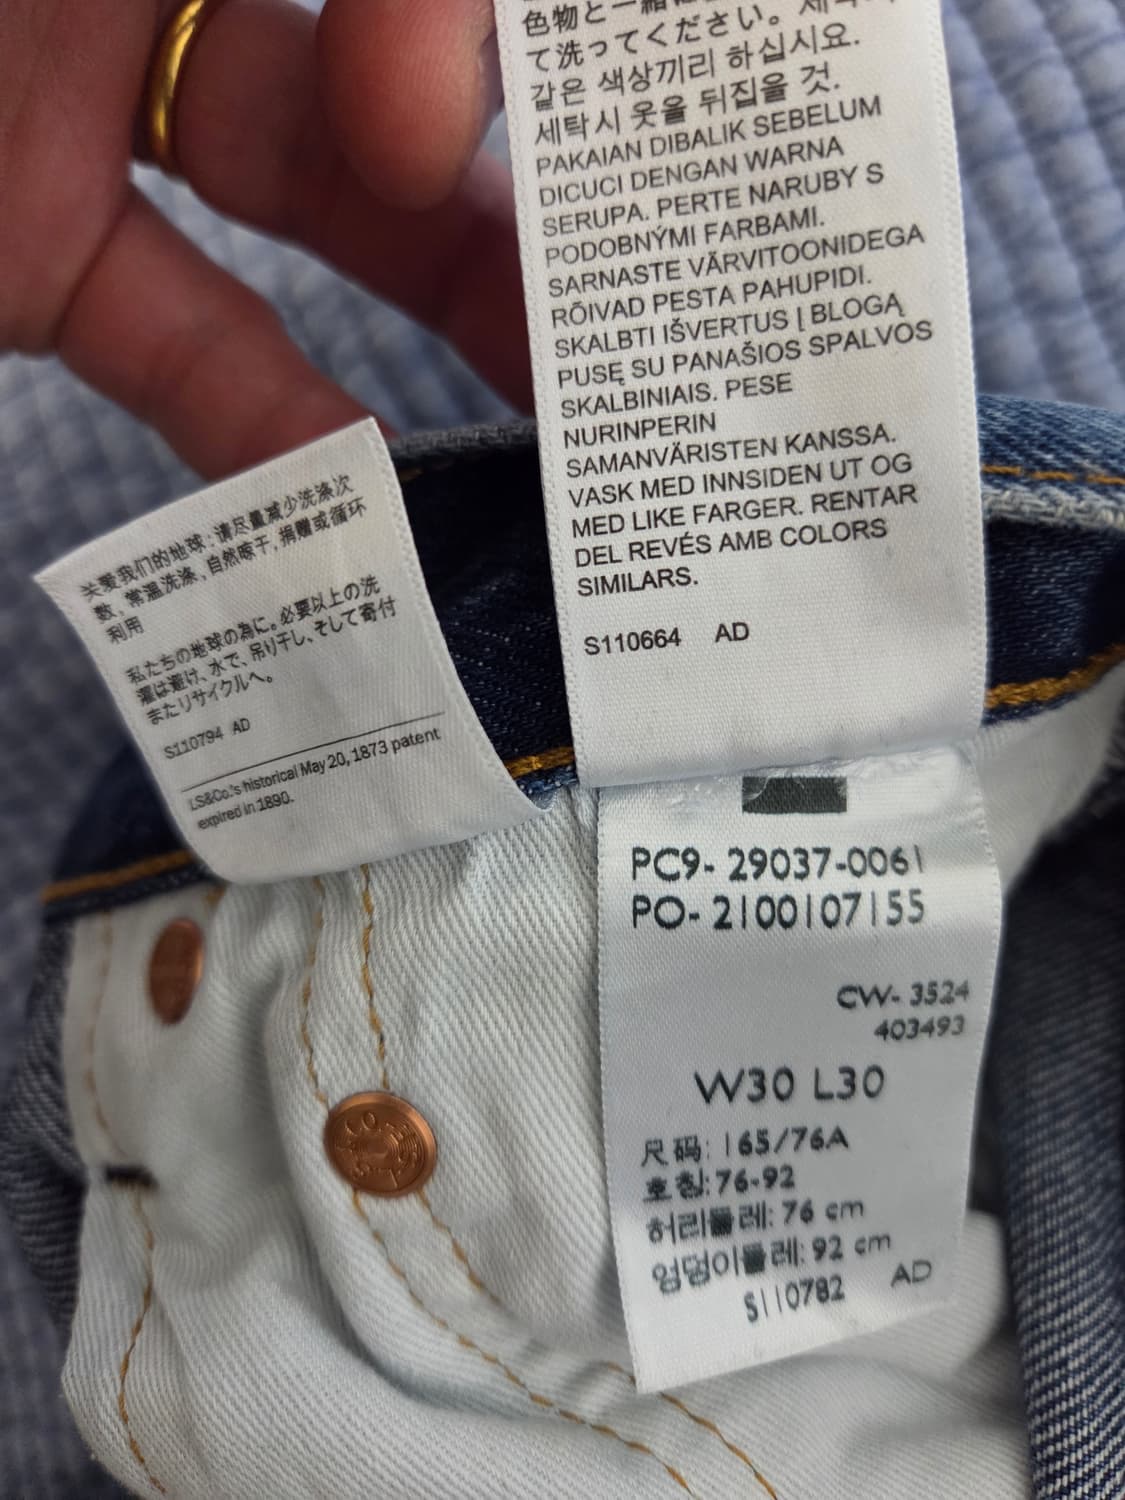 色物と一緒に
て洗ってください。세탁시
같은 색상끼리 하십시요.
세탁시 옷을 뒤집을 것.
PAKAIAN DIBALIK SEBELUM
DICUCI DENGAN WARNA
SERUPA. PERTE NARUBY S
PODOBNÝMI FARBAMI.
SARNASTE VÄRVITOONIDEGA
RÕIVAD PESTA PAHUPIDI.
SKALBTI IŠVERTUS Į BLOGĄ
PUSĘ SU PANAŠIOS SPALVOS
SKALBINIAIS. PESE
NURINPERIN
SAMANVÄRISTEN KANSSA.
VASK MED INNSIDEN UT OG
MED LIKE FARGER. RENTAR
DEL REVÉS AMB COLORS
SIMILARS.
S110664 AD
关爱我们的地球：请尽量减少洗涤次
数，常温洗涤、自然晾干，捐赠或循环
利用
私たちの地球の為に。必要以上の洗
濯は避け、水で、吊り干し、そして寄付
またリサイクルへ。
S110794 AD
LS&Co.'s historical May 20, 1873 patent
expired in 1890.
PC9- 29037-0061
PO- 2100107155
CW- 3524
403493
W30 L30
尺码: 165/76A
호칭: 76-92
허리둘레: 76 cm
엉덩이둘레: 92 cm
S110782 AD